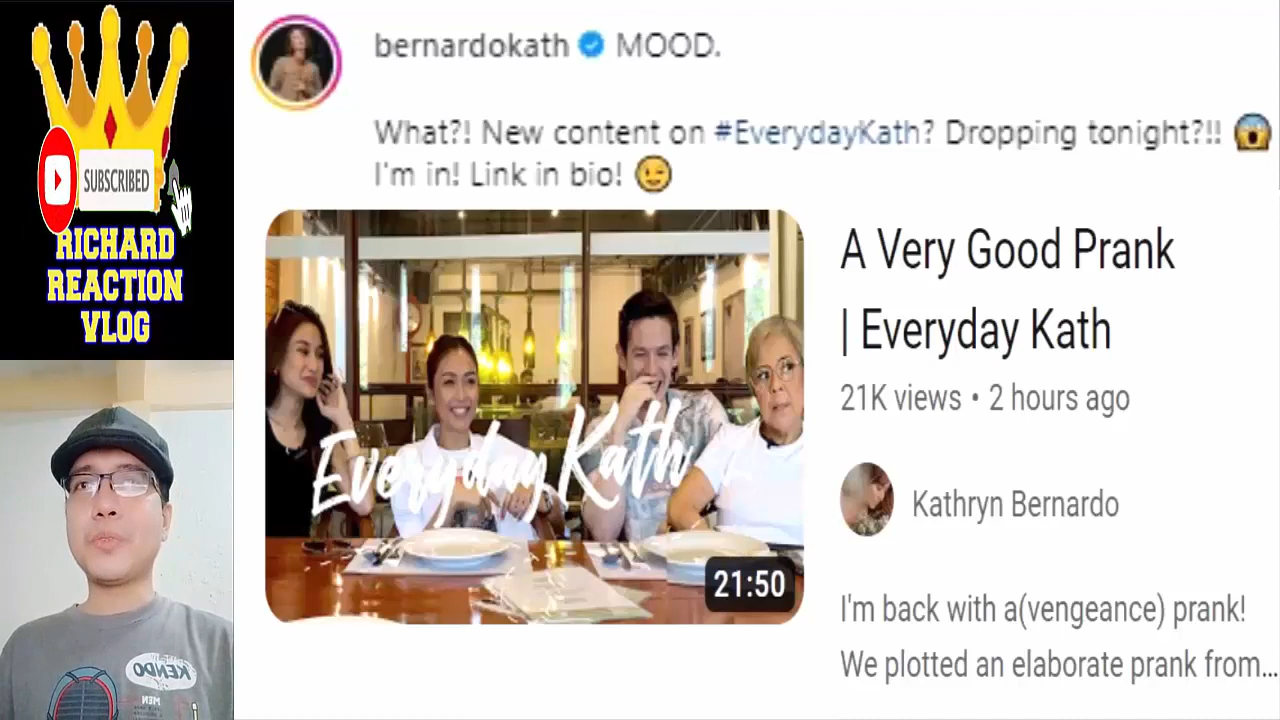 SUBSCRIBED
RICHARD
REACTION
VLOG
KENDO
MEN
bernardokath MOOD.
What?! New content on #EverydayKath? Dropping tonight?!! 😱
I'm in! Link in bio! 😉
Everyday Kath
21:50
A Very Good Prank
| Everyday Kath
21K views • 2 hours ago
Kathryn Bernardo
I'm back with a(vengeance) prank!
We plotted an elaborate prank from...